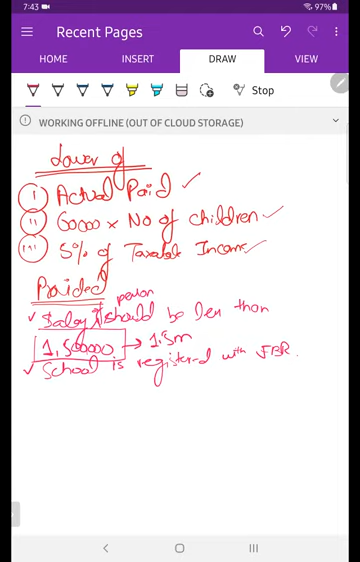 7:43 97%
Recent Pages
HOME INSERT DRAW VIEW
Stop
WORKING OFFLINE (OUT OF CLOUD STORAGE)
Lower of
I Actual Paid
II 60000 x No of Children
III 5% of Taxable Income
Provided
person
Salary should be Less than
1,500000 → 1.5m
School is registered with FBR.